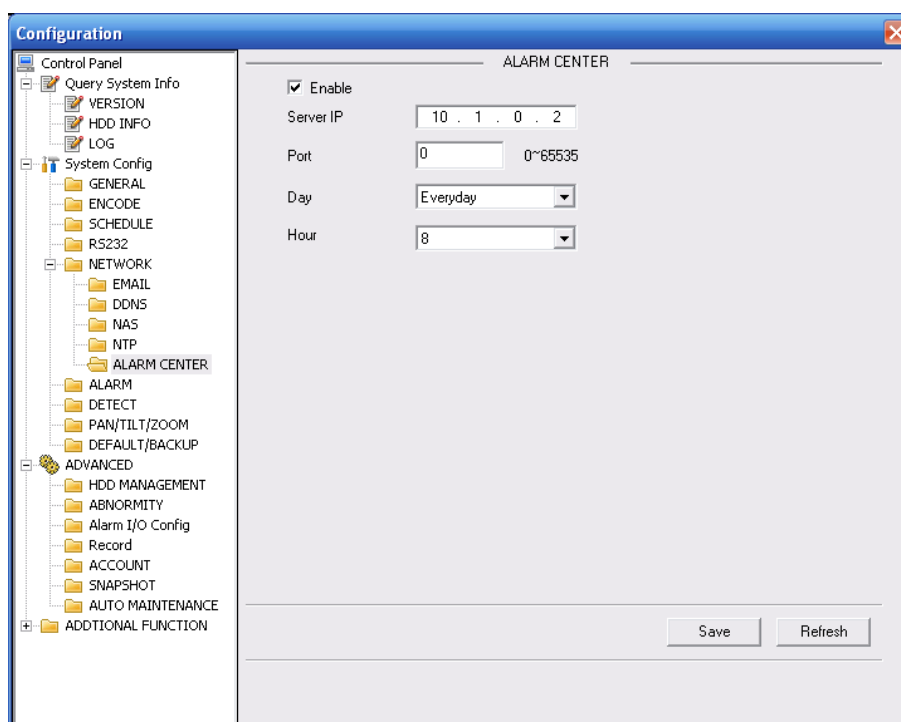 Configuration
Control Panel
Query System Info
VERSION
HDD INFO
LOG
System Config
GENERAL
ENCODE
SCHEDULE
RS232
NETWORK
EMAIL
DDNS
NAS
NTP
ALARM CENTER
ALARM
DETECT
PAN/TILT/ZOOM
DEFAULT/BACKUP
ADVANCED
HDD MANAGEMENT
ABNORMITY
Alarm I/O Config
Record
ACCOUNT
SNAPSHOT
AUTO MAINTENANCE
ADDTIONAL FUNCTION
ALARM CENTER
Enable
Server IP 10 . 1 . 0 . 2
Port 0 0~65535
Day Everyday
Hour 8
Save Refresh